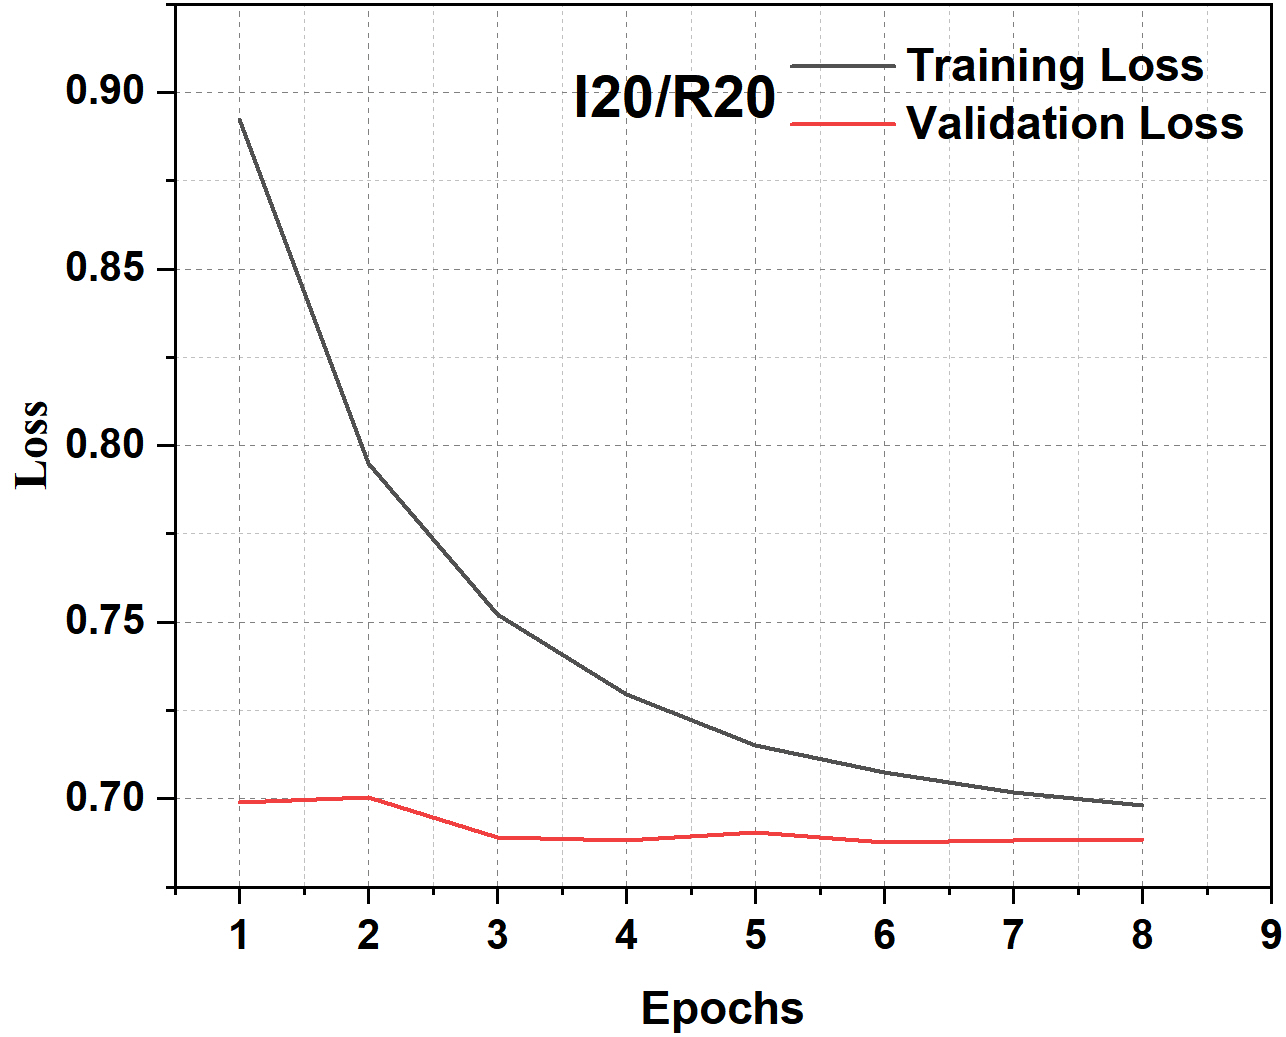 I20/R20
Training Loss
Validation Loss
0.90
0.85
0.80
0.75
0.70
Loss
1 2 3 4 5 6 7 8 9
Epochs